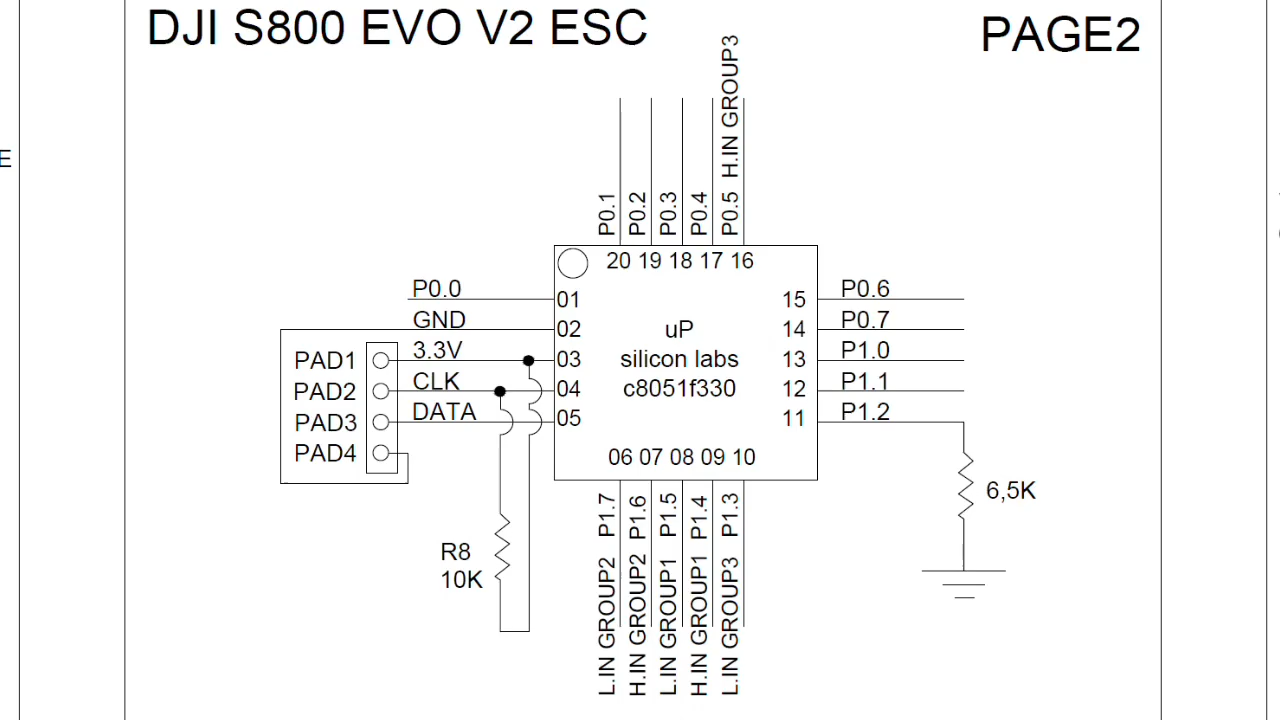 DJI S800 EVO V2 ESC
PAGE2
E
H.IN GROUP3
P0.1
P0.2
P0.3
P0.4
P0.5
20 19 18 17 16
P0.0
GND
3.3V
CLK
DATA
PAD1
PAD2
PAD3
PAD4
01
02
03
04
05
uP
silicon labs
c8051f330
15
14
13
12
11
P0.6
P0.7
P1.0
P1.1
P1.2
06 07 08 09 10
P1.7
P1.6
P1.5
P1.4
P1.3
L.IN GROUP2
H.IN GROUP2
L.IN GROUP1
H.IN GROUP1
L.IN GROUP3
R8
10K
6,5K